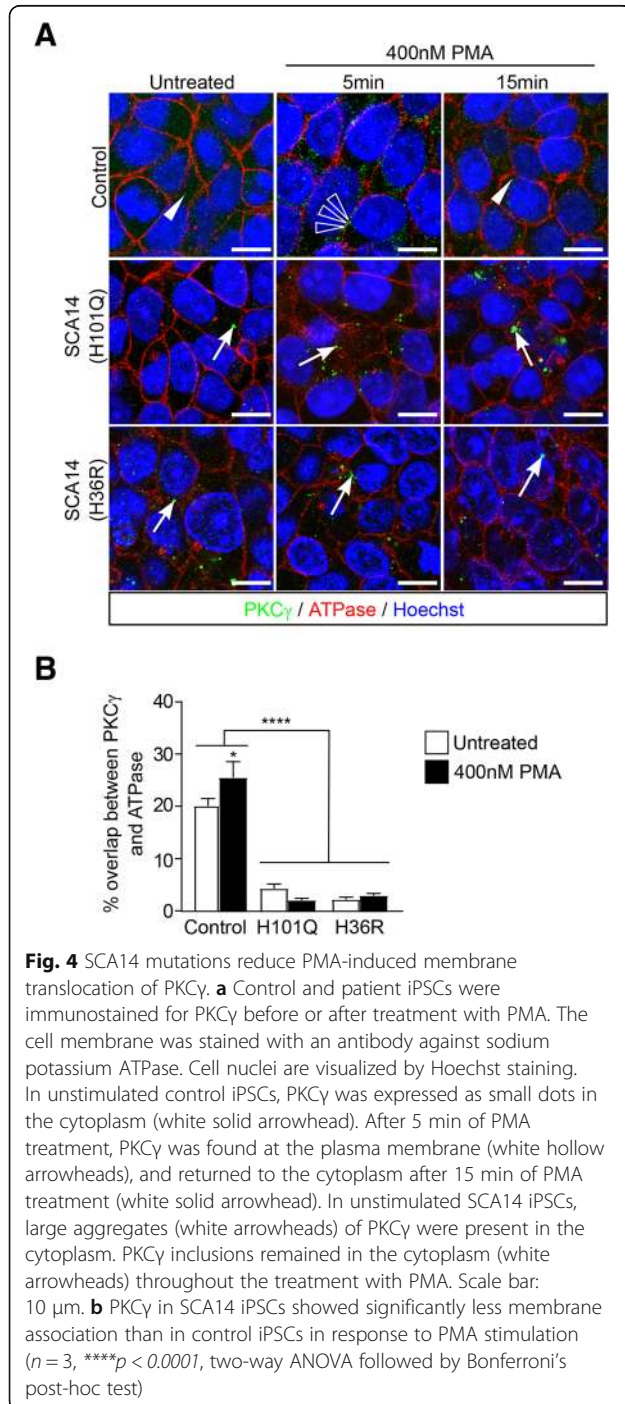 A
400nM PMA
Untreated
5min
15min
Control
SCA14
(H101Q)
SCA14
(H36R)
PKCγ / ATPase / Hoechst
B
% overlap between PKCγ
and ATPase
40
30
20
10
0
****
*
Untreated
400nM PMA
Control
H101Q
H36R
Fig. 4 SCA14 mutations reduce PMA-induced membrane
translocation of PKCγ. a Control and patient iPSCs were
immunostained for PKCγ before or after treatment with PMA. The
cell membrane was stained with an antibody against sodium
potassium ATPase. Cell nuclei are visualized by Hoechst staining.
In unstimulated control iPSCs, PKCγ was expressed as small dots in
the cytoplasm (white solid arrowhead). After 5 min of PMA
treatment, PKCγ was found at the plasma membrane (white hollow
arrowheads), and returned to the cytoplasm after 15 min of PMA
treatment (white solid arrowhead). In unstimulated SCA14 iPSCs,
large aggregates (white arrowheads) of PKCγ were present in the
cytoplasm. PKCγ inclusions remained in the cytoplasm (white
arrowheads) throughout the treatment with PMA. Scale bar:
10 μm. b PKCγ in SCA14 iPSCs showed significantly less membrane
association than in control iPSCs in response to PMA stimulation
(n = 3, ****p < 0.0001, two-way ANOVA followed by Bonferroni's
post-hoc test)